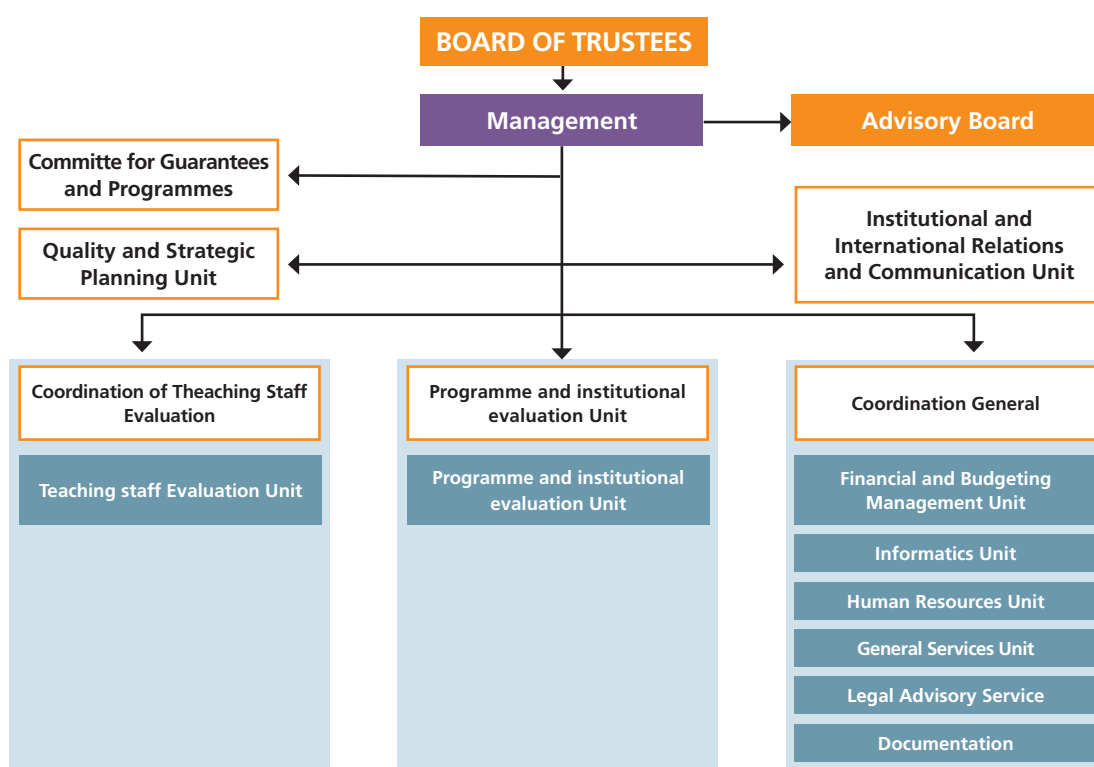 BOARD OF TRUSTEES
Management
Advisory Board
Committe for Guarantees
and Programmes
Institutional and
International Relations
and Communication Unit
Quality and Strategic
Planning Unit
Coordination of Theaching Staff
Evaluation
Programme and institutional
evaluation Unit
Coordination General
Teaching staff Evaluation Unit
Programme and institutional
evaluation Unit
Financial and Budgeting
Management Unit
Informatics Unit
Human Resources Unit
General Services Unit
Legal Advisory Service
Documentation